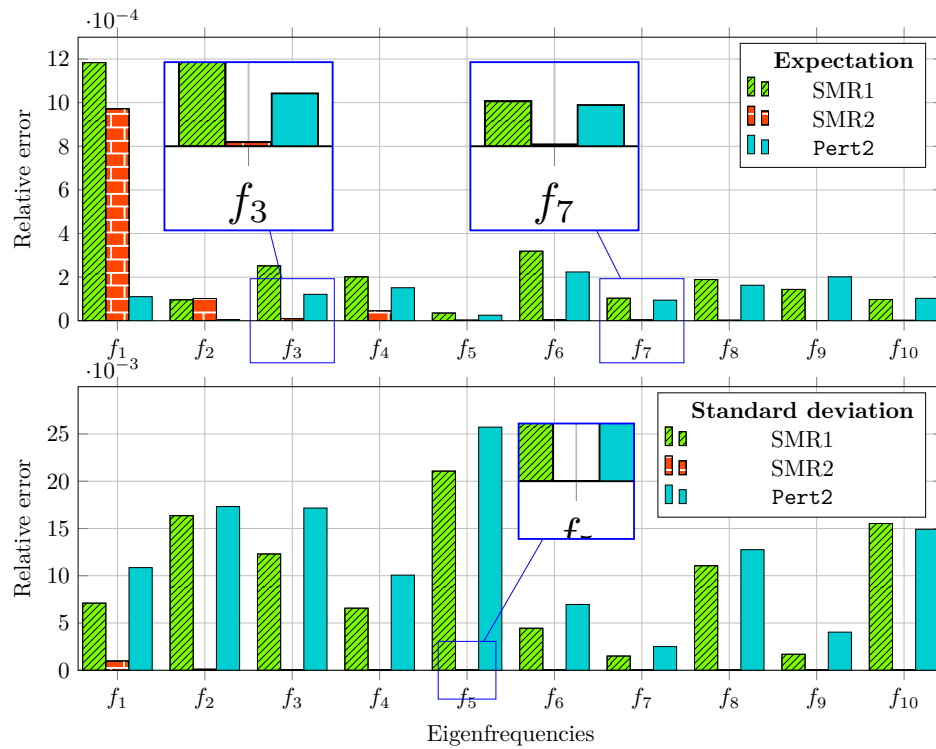 ·10⁻⁴
12
10
8
6
4
2
0
Relative error
Expectation
SMR1
SMR2
Pert2
f₃
f₇
f₁ f₂ f₃ f₄ f₅ f₆ f₇ f₈ f₉ f₁₀
·10⁻³
25
20
15
10
5
0
Relative error
Standard deviation
SMR1
SMR2
Pert2
f₁ f₂ f₃ f₄ f₅ f₆ f₇ f₈ f₉ f₁₀
Eigenfrequencies